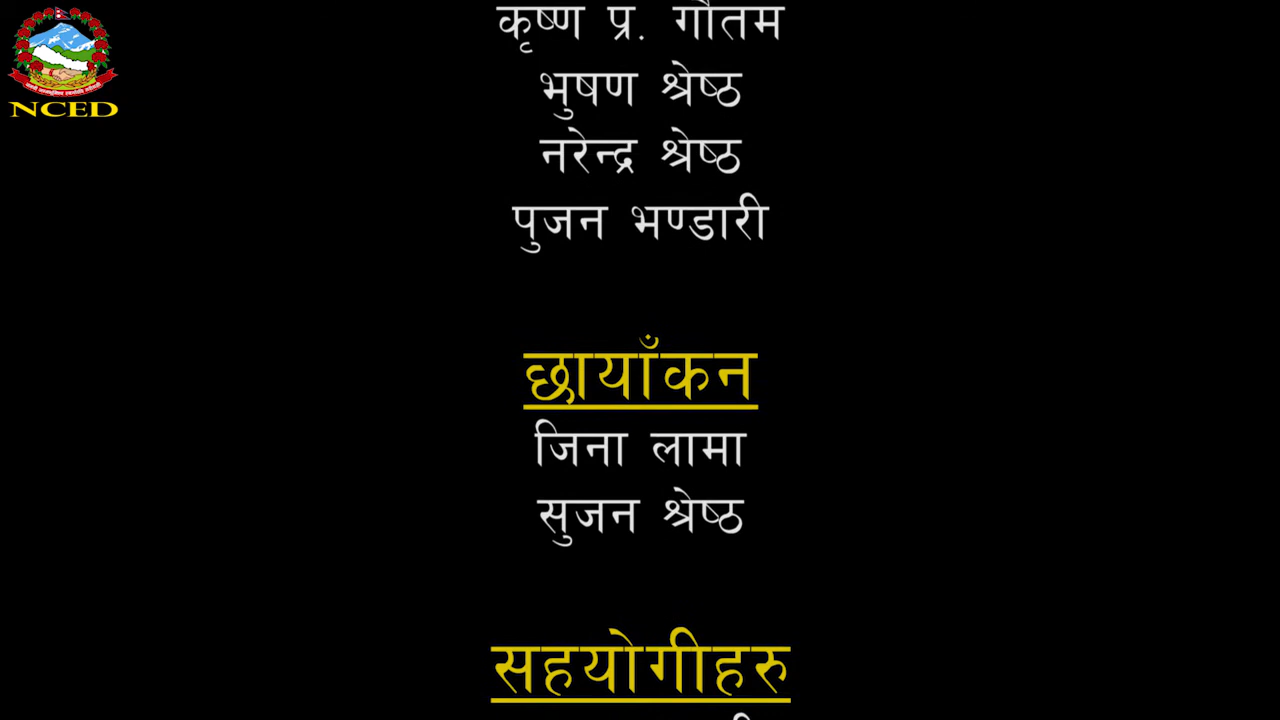 कृष्ण प्र. गौतम
भुषण श्रेष्ठ
नरेन्द्र श्रेष्ठ
पुजन भण्डारी
छायाँकन
जिना लामा
सुजन श्रेष्ठ
सहयोगीहरु
NCED